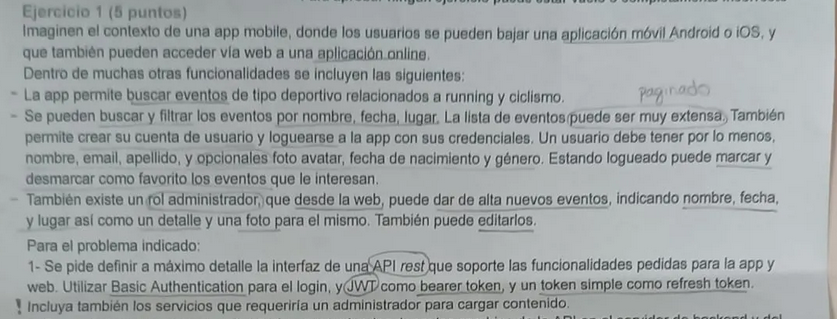 Ejercicio 1 (5 puntos)
Imaginen el contexto de una app mobile, donde los usuarios se pueden bajar una aplicación móvil Android o iOS, y
que también pueden acceder vía web a una aplicación online.
Dentro de muchas otras funcionalidades se incluyen las siguientes:
- La app permite buscar eventos de tipo deportivo relacionados a running y ciclismo. paginado
- Se pueden buscar y filtrar los eventos por nombre, fecha, lugar. La lista de eventos puede ser muy extensa. También
permite crear su cuenta de usuario y loguearse a la app con sus credenciales. Un usuario debe tener por lo menos,
nombre, email, apellido, y opcionales foto avatar, fecha de nacimiento y género. Estando logueado puede marcar y
desmarcar como favorito los eventos que le interesan.
- También existe un rol administrador, que desde la web, puede dar de alta nuevos eventos, indicando nombre, fecha,
y lugar así como un detalle y una foto para el mismo. También puede editarlos.
Para el problema indicado:
1- Se pide definir a máximo detalle la interfaz de una API rest que soporte las funcionalidades pedidas para la app y
web. Utilizar Basic Authentication para el login, y JWT como bearer token, y un token simple como refresh token.
! Incluya también los servicios que requeriría un administrador para cargar contenido.